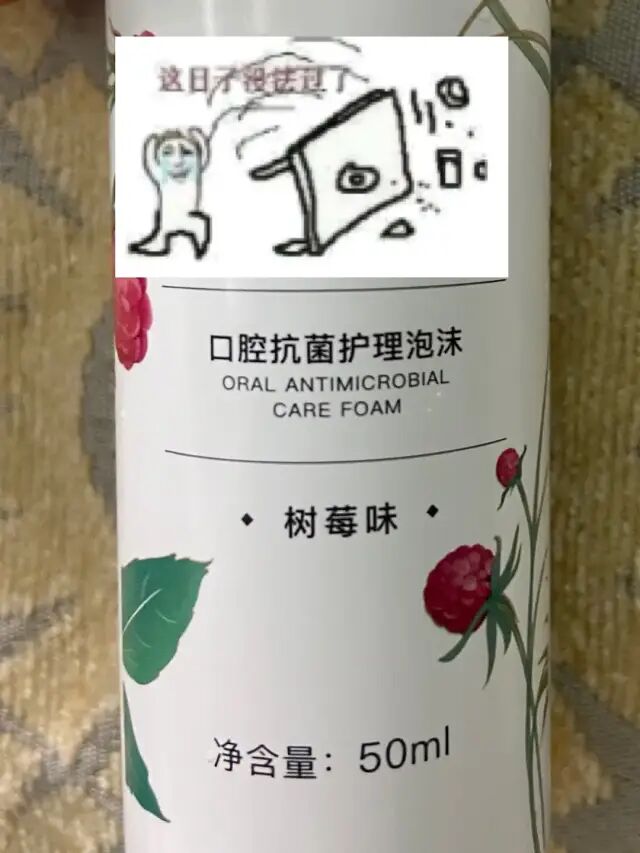 这日子没法过了
口腔抗菌护理泡沫
ORAL ANTIMICROBIAL
CARE FOAM
树莓味
净含量：50ml